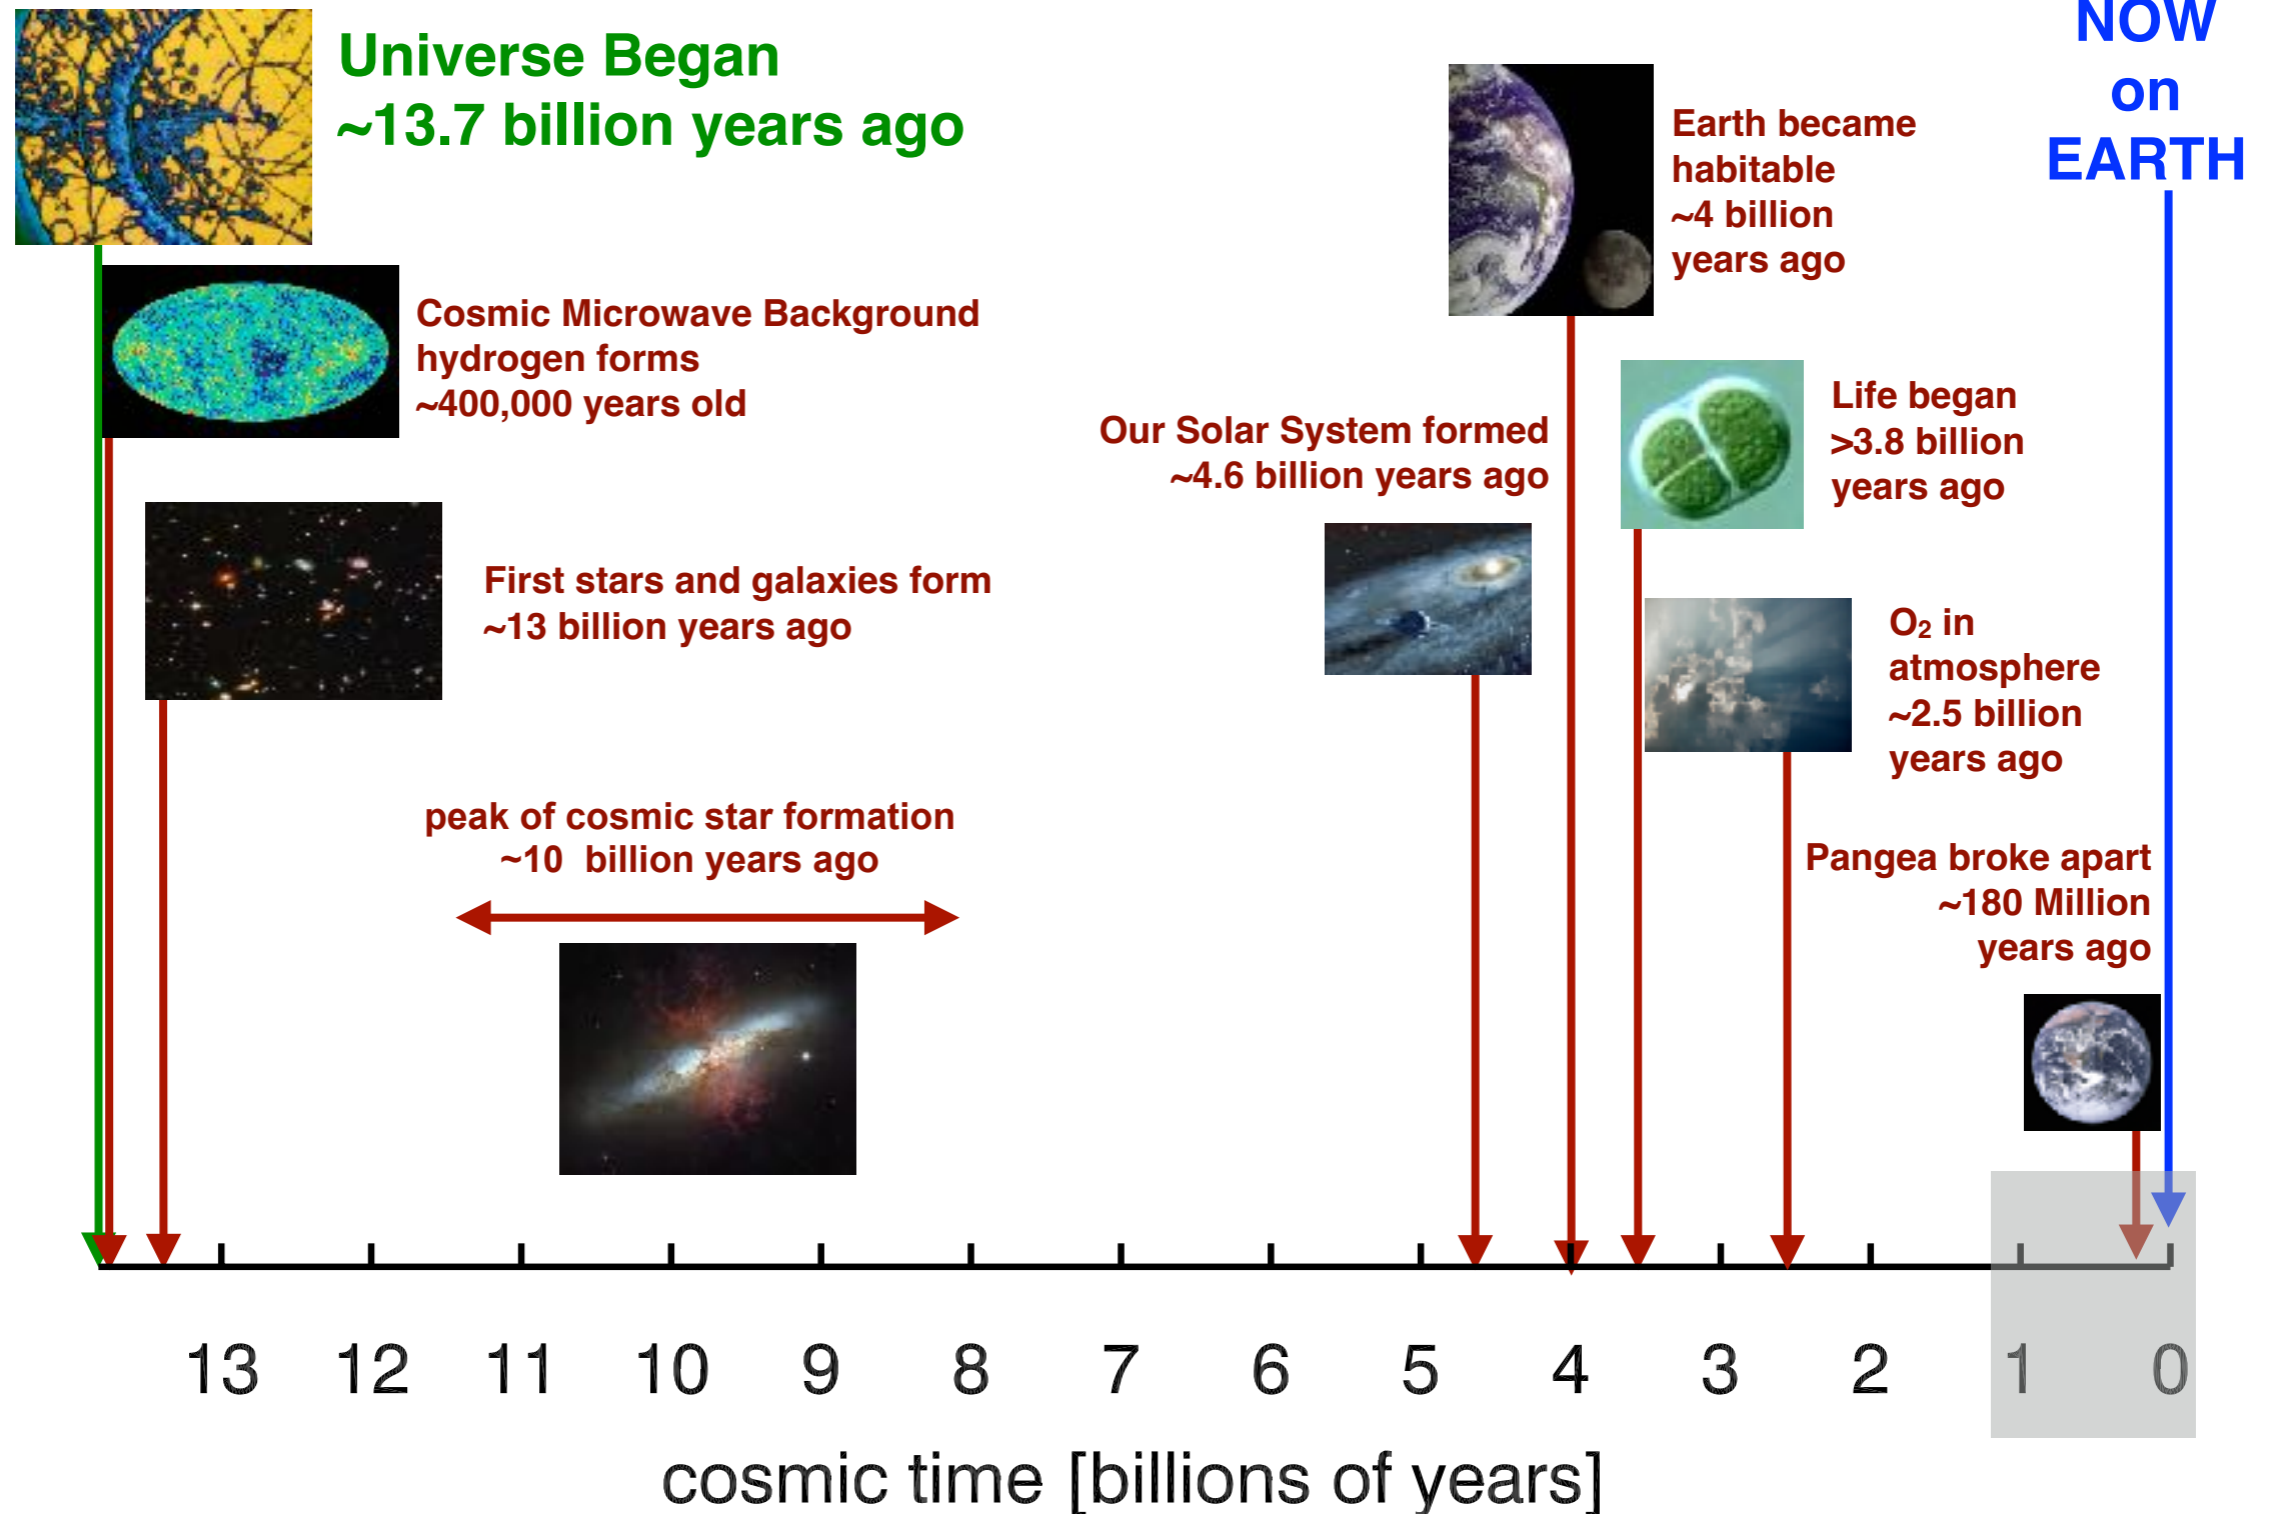 Universe Began
~13.7 billion years ago
NOW
on
EARTH
Earth became
habitable
~4 billion
years ago
Cosmic Microwave Background
hydrogen forms
~400,000 years old
Life began
>3.8 billion
years ago
Our Solar System formed
~4.6 billion years ago
First stars and galaxies form
~13 billion years ago
O₂ in
atmosphere
~2.5 billion
years ago
peak of cosmic star formation
~10 billion years ago
Pangea broke apart
~180 Million
years ago
13 12 11 10 9 8 7 6 5 4 3 2 1 0
cosmic time [billions of years]